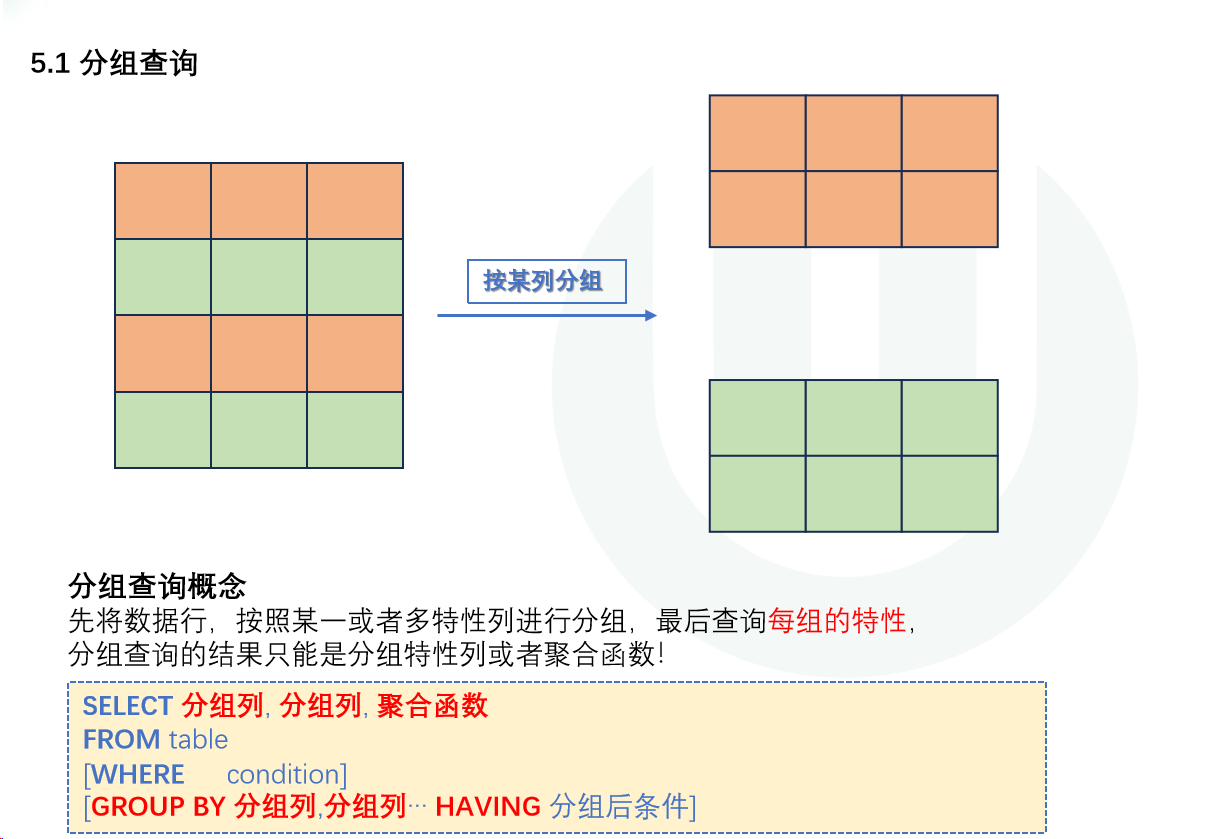 5.1 分组查询
按某列分组
分组查询概念
先将数据行，按照某一或者多特性列进行分组，最后查询每组的特性，
分组查询的结果只能是分组特性列或者聚合函数！
SELECT 分组列, 分组列, 聚合函数
FROM table
[WHERE condition]
[GROUP BY 分组列,分组列… HAVING 分组后条件]